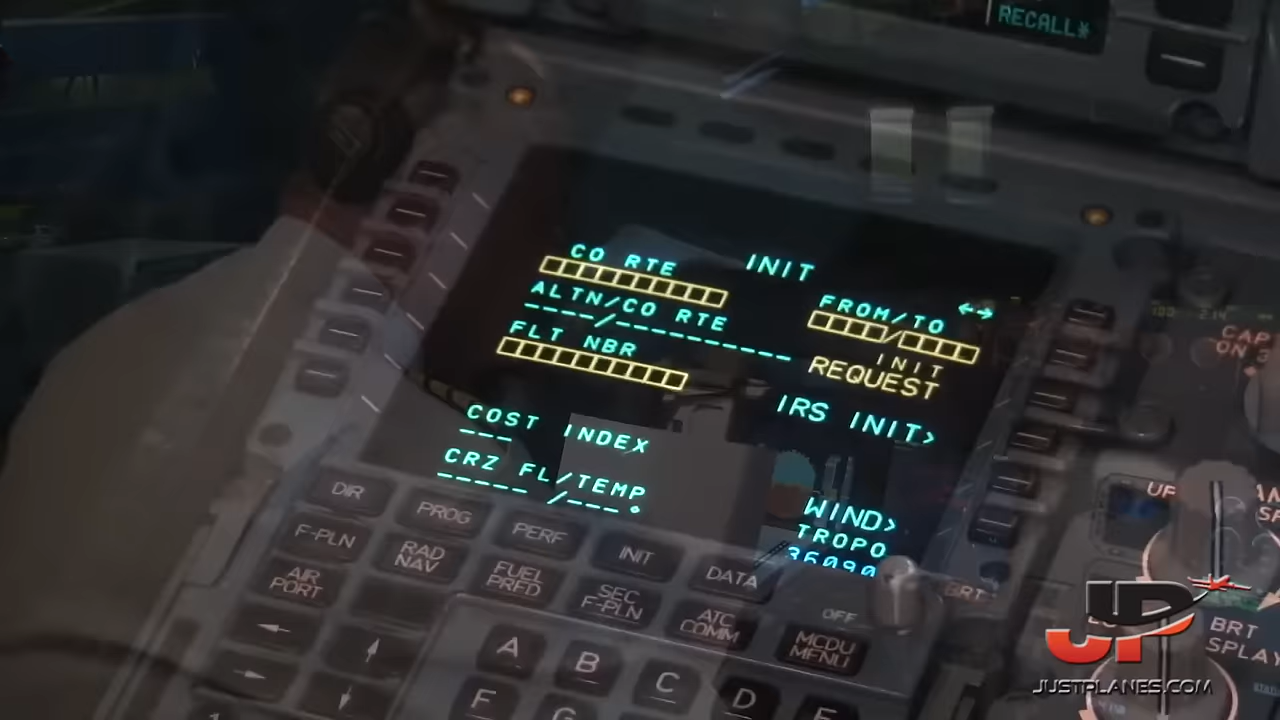 RECALL*
INIT
CO RTE
FROM/TO
ALTN/CO RTE
INIT
REQUEST
FLT NBR
IRS INIT>
COST INDEX
CRZ FL/TEMP
WIND>
TROPO
36090
DIR
PROG
PERF
INIT
DATA
OFF
BRT
F-PLN
RAD
NAV
FUEL
PRED
SEC
F-PLN
ATC
COMM
MCDU
MENU
AIR
PORT
A
B
C
D
E
F
G
UP
BRT
JP
JUSTPLANES.COM